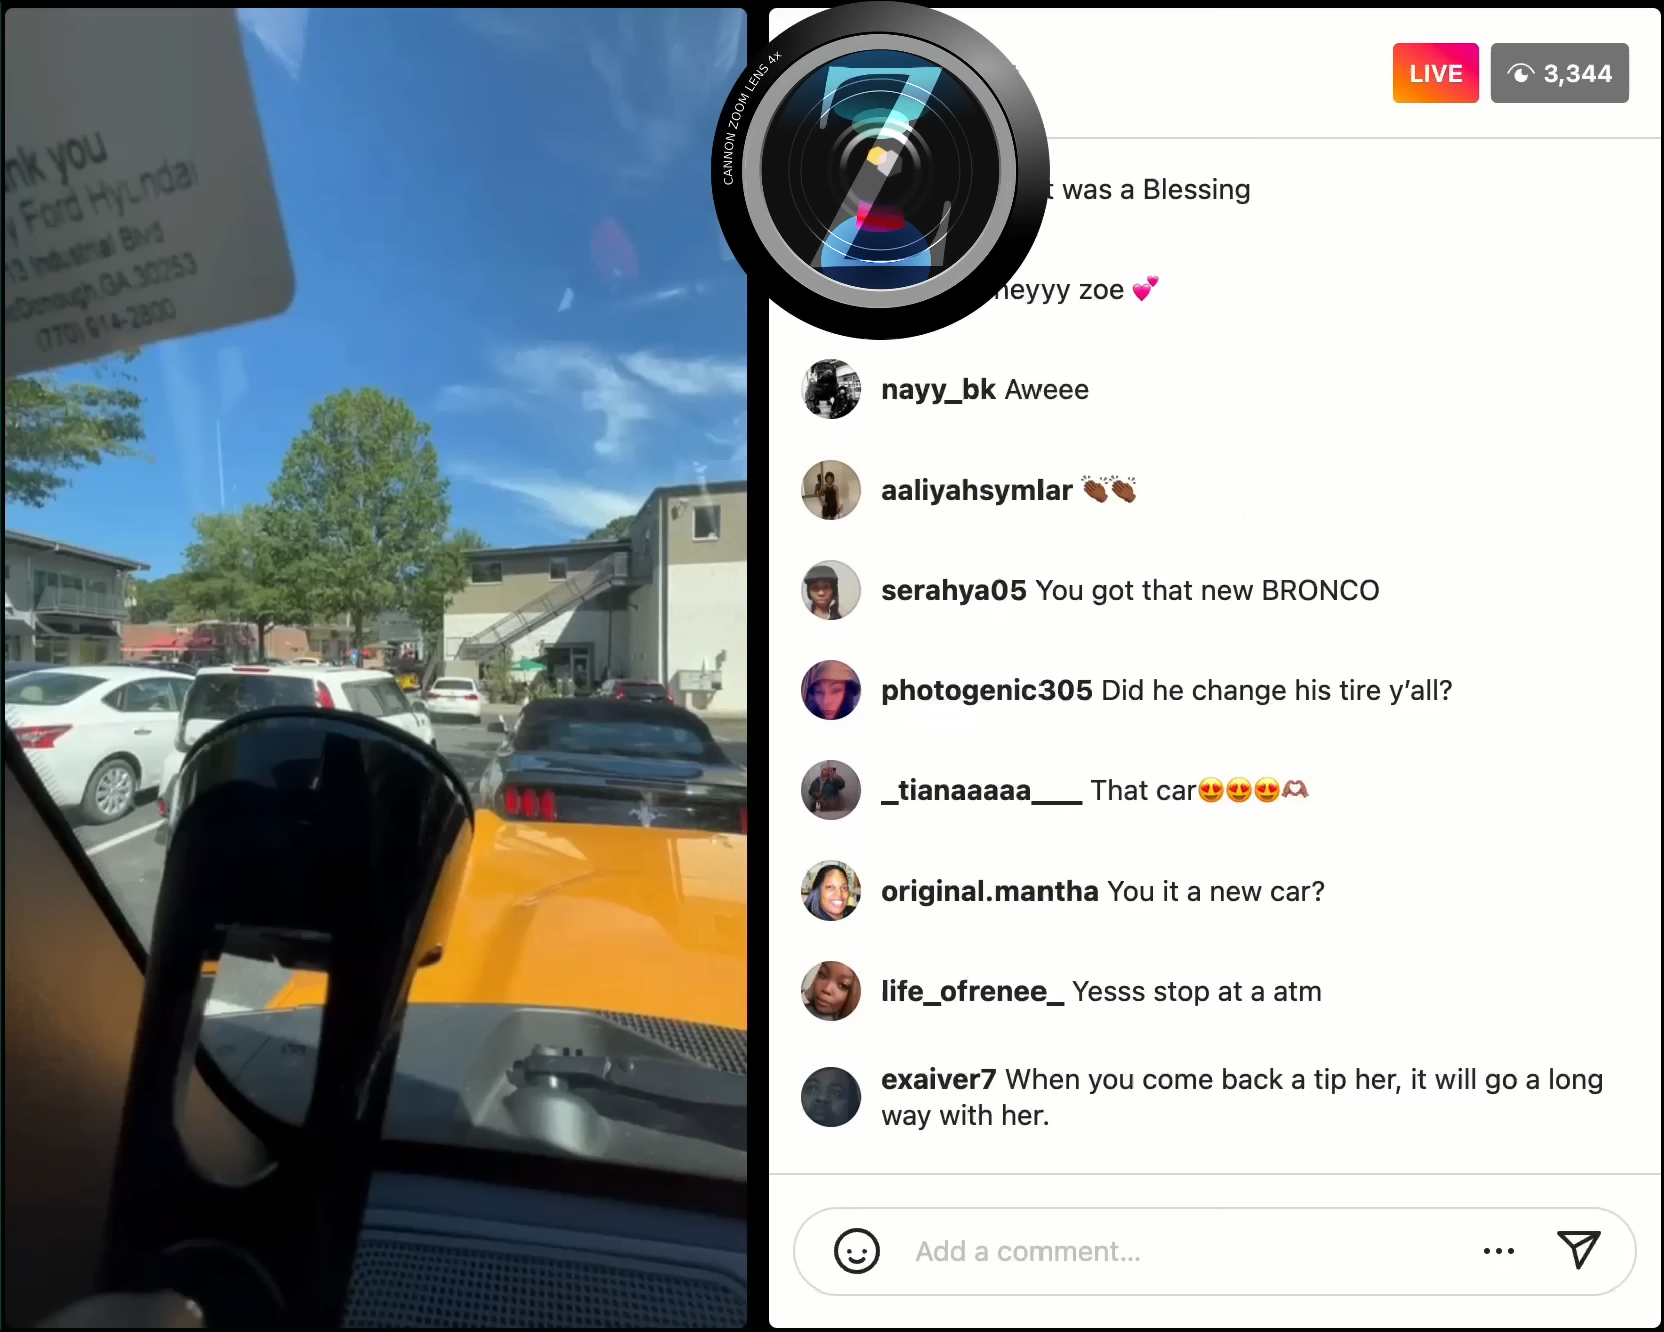 nk you
y Ford Hyundai
13 Industrial Blvd
cDonough, GA 30253
(770) 914-2800
CANNON ZOOM LENS 4x
Z
LIVE
3,344
t was a Blessing
heyyy zoe 💕
nayy_bk Aweee
aaliyahsymlar 👏🏾👏🏾
serahya05 You got that new BRONCO
photogenic305 Did he change his tire y’all?
_tianaaaaa___ That car😍😍😍🫶🏽
original.mantha You it a new car?
life_ofrenee_ Yesss stop at a atm
exaiver7 When you come back a tip her, it will go a long
way with her.
Add a comment...